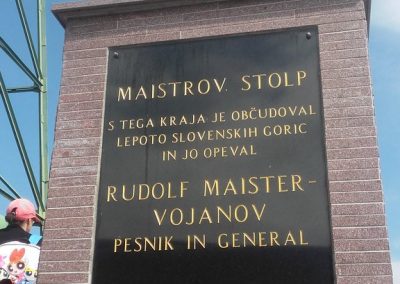 MAISTROV STOLP
S TEGA KRAJA JE OBČUDOVAL
LEPOTO SLOVENSKIH GORIC
IN JO OPEVAL
RUDOLF MAISTER-
VOJANOV
PESNIK IN GENERAL